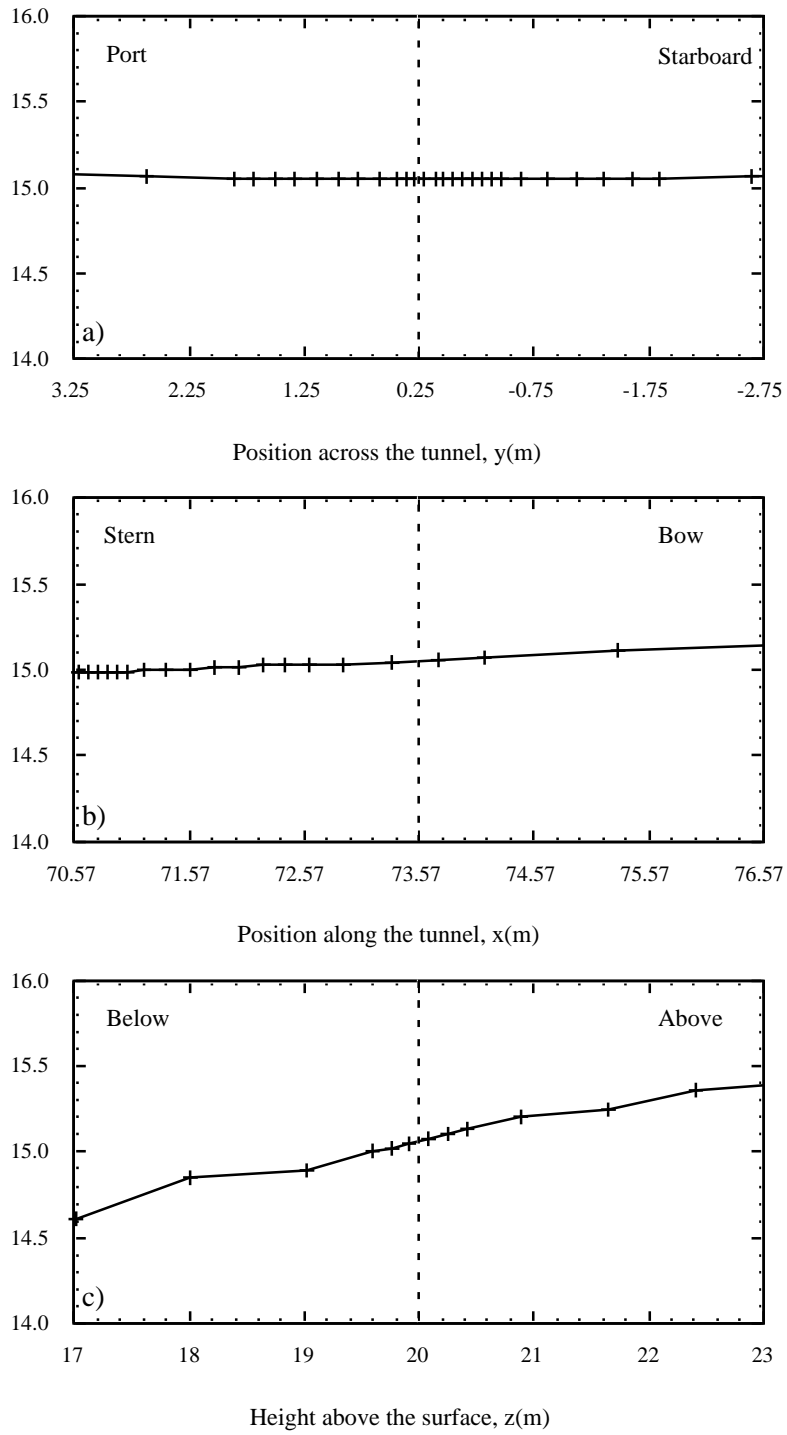 16.0
Port Starboard
15.5
15.0
14.5
a)
14.0
3.25 2.25 1.25 0.25 -0.75 -1.75 -2.75
Position across the tunnel, y(m)
16.0
Stern Bow
15.5
15.0
14.5
b)
14.0
70.57 71.57 72.57 73.57 74.57 75.57 76.57
Position along the tunnel, x(m)
16.0
Below Above
15.5
15.0
14.5
c)
14.0
17 18 19 20 21 22 23
Height above the surface, z(m)